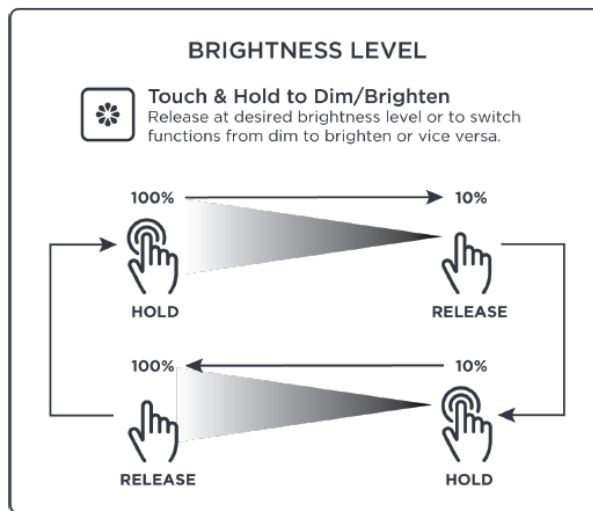 BRIGHTNESS LEVEL
Touch & Hold to Dim/Brighten
Release at desired brightness level or to switch
functions from dim to brighten or vice versa.
100% 10%
HOLD RELEASE
100% 10%
RELEASE HOLD